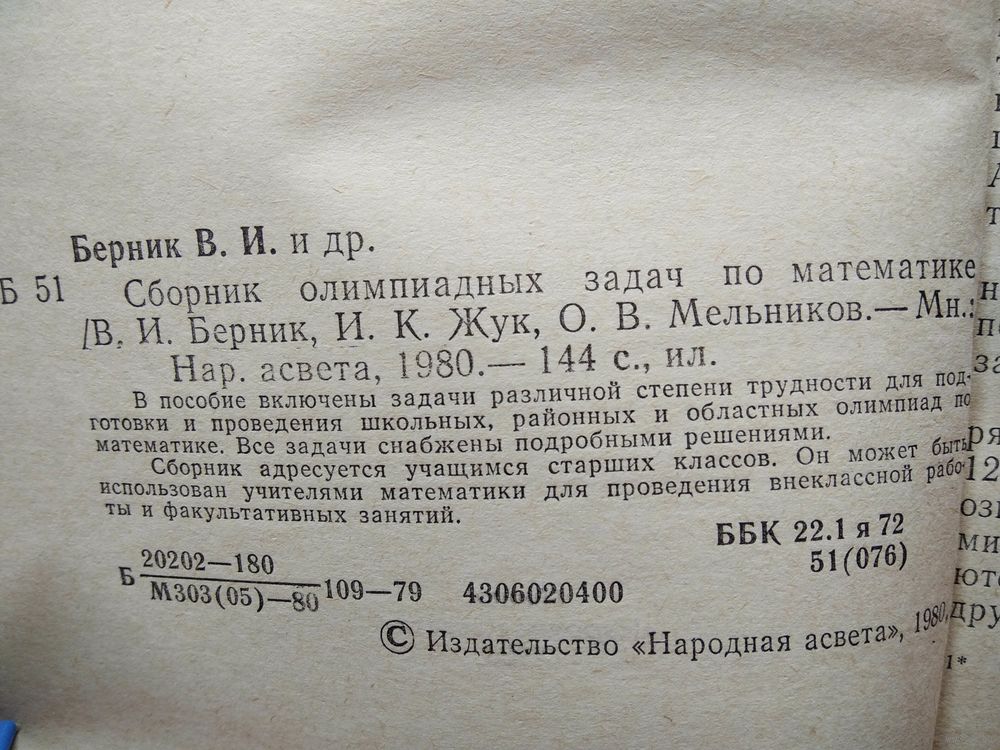 Берник В. И. и др.
Б 51 Сборник олимпиадных задач по математике
/В. И. Берник, И. К. Жук, О. В. Мельников.— Мн.:
Нар. асвета, 1980.— 144 с., ил.
В пособие включены задачи различной степени трудности для под-
готовки и проведения школьных, районных и областных олимпиад по
математике. Все задачи снабжены подробными решениями.
Сборник адресуется учащимся старших классов. Он может быть
использован учителями математики для проведения внеклассной рабо-
ты и факультативных занятий.
ББК 22.1 я 72
51(076)
Б 20202—180
М303(05)—80 109—79 4306020400
© Издательство «Народная асвета», 1980.
1*